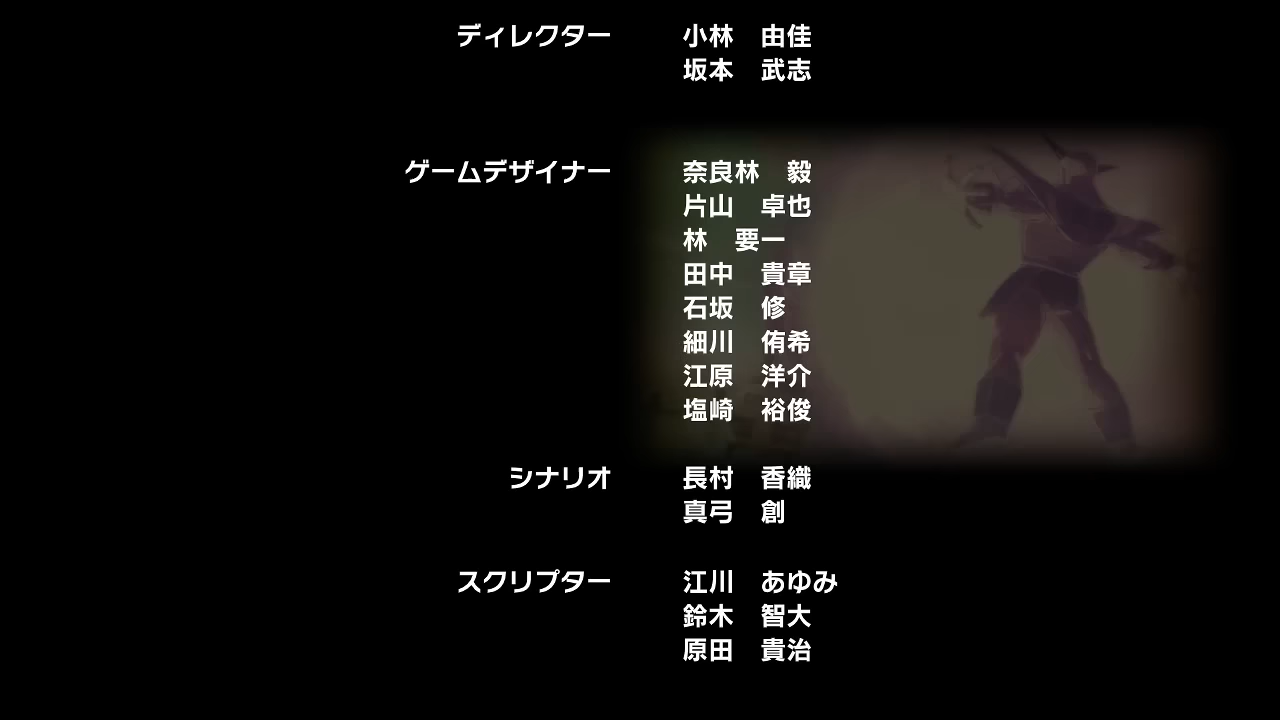 ディレクター　小林　由佳
坂本　武志
ゲームデザイナー　奈良林　毅
片山　卓也
林　要一
田中　貴章
石坂　修
細川　侑希
江原　洋介
塩崎　裕俊
シナリオ　長村　香織
真弓　創
スクリプター　江川　あゆみ
鈴木　智大
原田　貴治